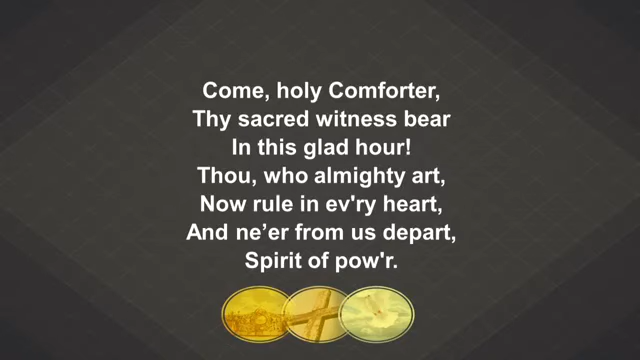 Come, holy Comforter,
Thy sacred witness bear
In this glad hour!
Thou, who almighty art,
Now rule in ev'ry heart,
And ne’er from us depart,
Spirit of pow'r.